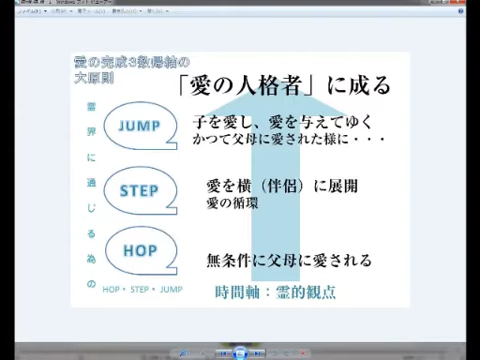 愛の完成3数帰結の
大原則
「愛の人格者」に成る
霊界に通じる為の
JUMP
子を愛し、愛を与えてゆく
かつて父母に愛された様に・・・
STEP
愛を横（伴侶）に展開
愛の循環
HOP
無条件に父母に愛される
HOP・STEP・JUMP
時間軸：霊的観点